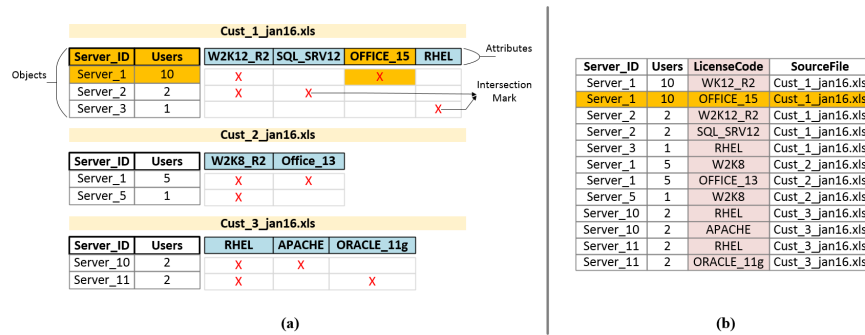 Cust_1_jan16.xls
Server_ID Users W2K12_R2 SQL_SRV12 OFFICE_15 RHEL Attributes
Objects
Server_1 10 X X
Server_2 2 X X
Server_3 1 X
Intersection
Mark
Cust_2_jan16.xls
Server_ID Users W2K8_R2 Office_13
Server_1 5 X X
Server_5 1 X
Cust_3_jan16.xls
Server_ID Users RHEL APACHE ORACLE_11g
Server_10 2 X X
Server_11 2 X X
(a)
Server_ID Users LicenseCode SourceFile
Server_1 10 WK12_R2 Cust_1_jan16.xls
Server_1 10 OFFICE_15 Cust_1_jan16.xls
Server_2 2 W2K12_R2 Cust_1_jan16.xls
Server_2 2 SQL_SRV12 Cust_1_jan16.xls
Server_3 1 RHEL Cust_1_jan16.xls
Server_1 5 W2K8 Cust_2_jan16.xls
Server_1 5 OFFICE_13 Cust_2_jan16.xls
Server_5 1 W2K8 Cust_2_jan16.xls
Server_10 2 RHEL Cust_3_jan16.xls
Server_10 2 APACHE Cust_3_jan16.xls
Server_11 2 RHEL Cust_3_jan16.xls
Server_11 2 ORACLE_11g Cust_3_jan16.xls
(b)